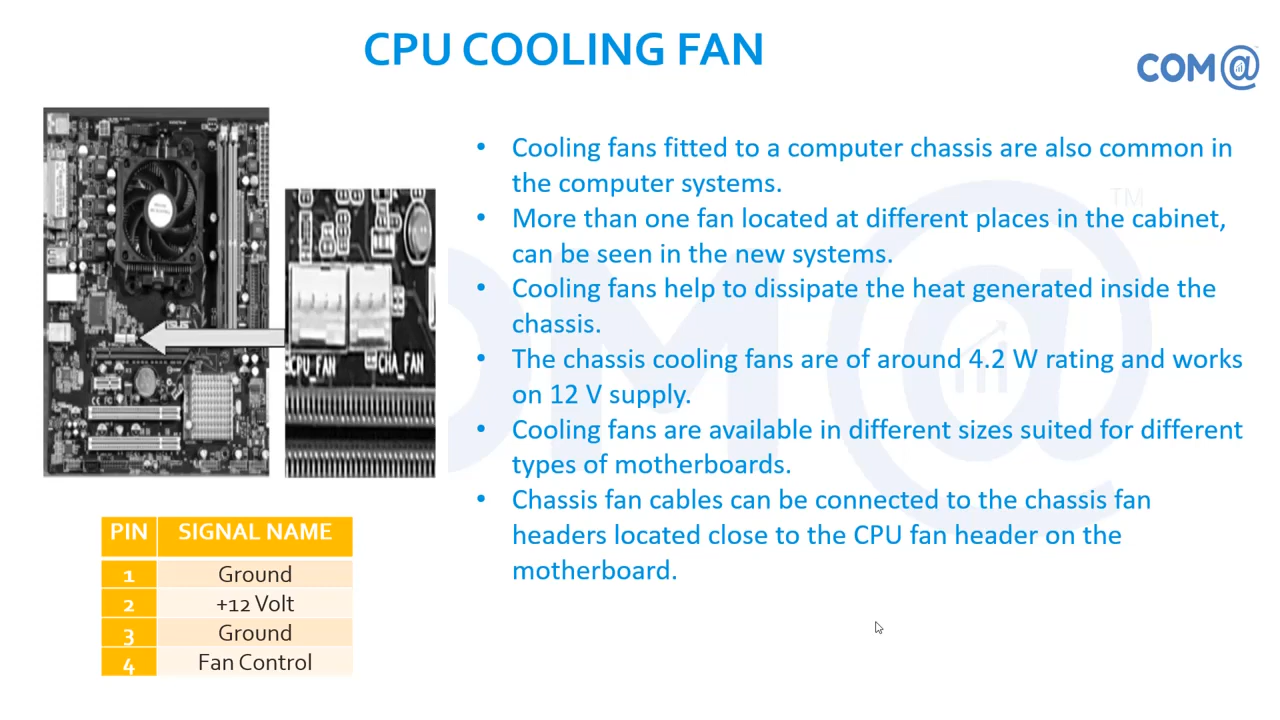 CPU COOLING FAN
COM@
• Cooling fans fitted to a computer chassis are also common in
the computer systems.
• More than one fan located at different places in the cabinet,
can be seen in the new systems.
• Cooling fans help to dissipate the heat generated inside the
chassis.
• The chassis cooling fans are of around 4.2 W rating and works
on 12 V supply.
• Cooling fans are available in different sizes suited for different
types of motherboards.
• Chassis fan cables can be connected to the chassis fan
headers located close to the CPU fan header on the
motherboard.
TM
ASUS
CPU_FAN CHA_FAN
PIN SIGNAL NAME
1 Ground
2 +12 Volt
3 Ground
4 Fan Control